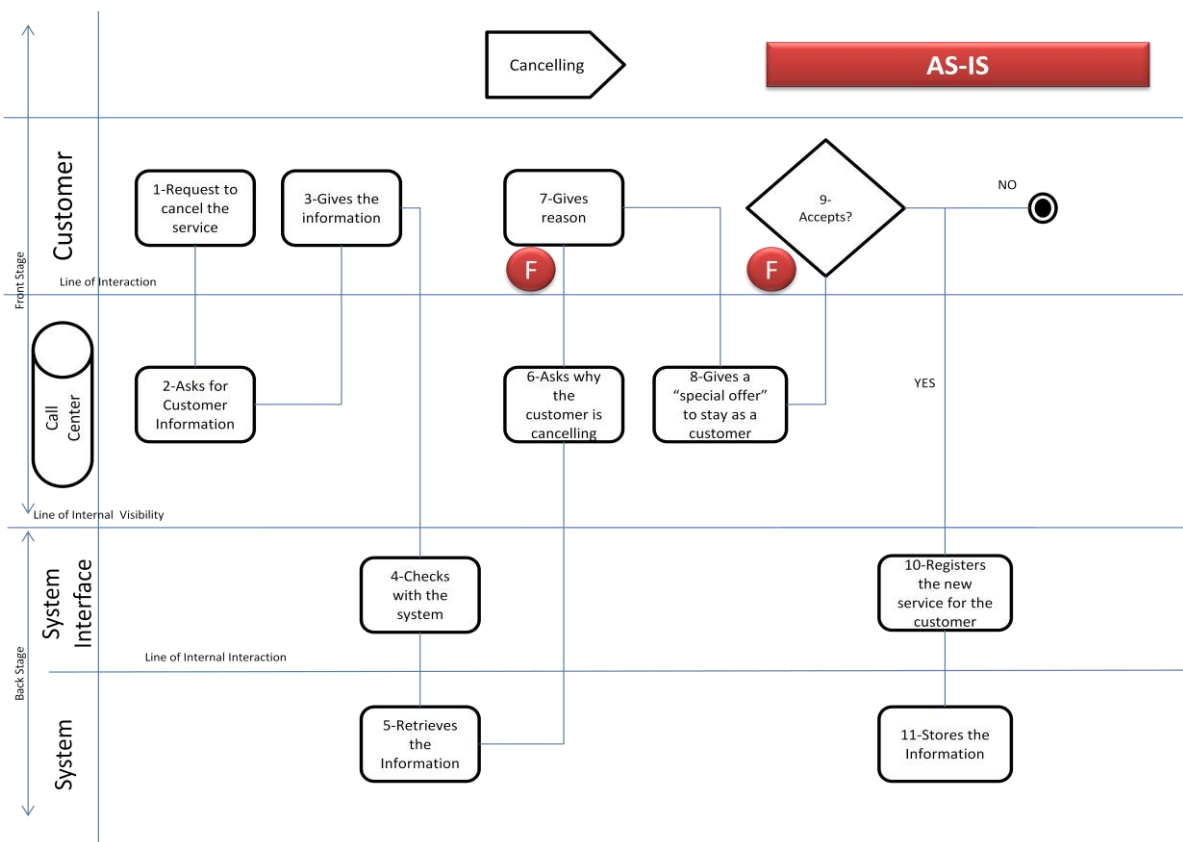 Cancelling
AS-IS
Front Stage
Customer
1-Request to
cancel the
service
3-Gives the
information
7-Gives
reason
9-
Accepts?
NO
F
F
Line of Interaction
Call
Center
2-Asks for
Customer
Information
6-Asks why
the
customer is
cancelling
8-Gives a
“special offer”
to stay as a
customer
YES
Line of Internal Visibility
Back Stage
System
Interface
4-Checks
with the
system
10-Registers
the new
service for the
customer
Line of Internal Interaction
System
5-Retrieves
the
Information
11-Stores the
Information